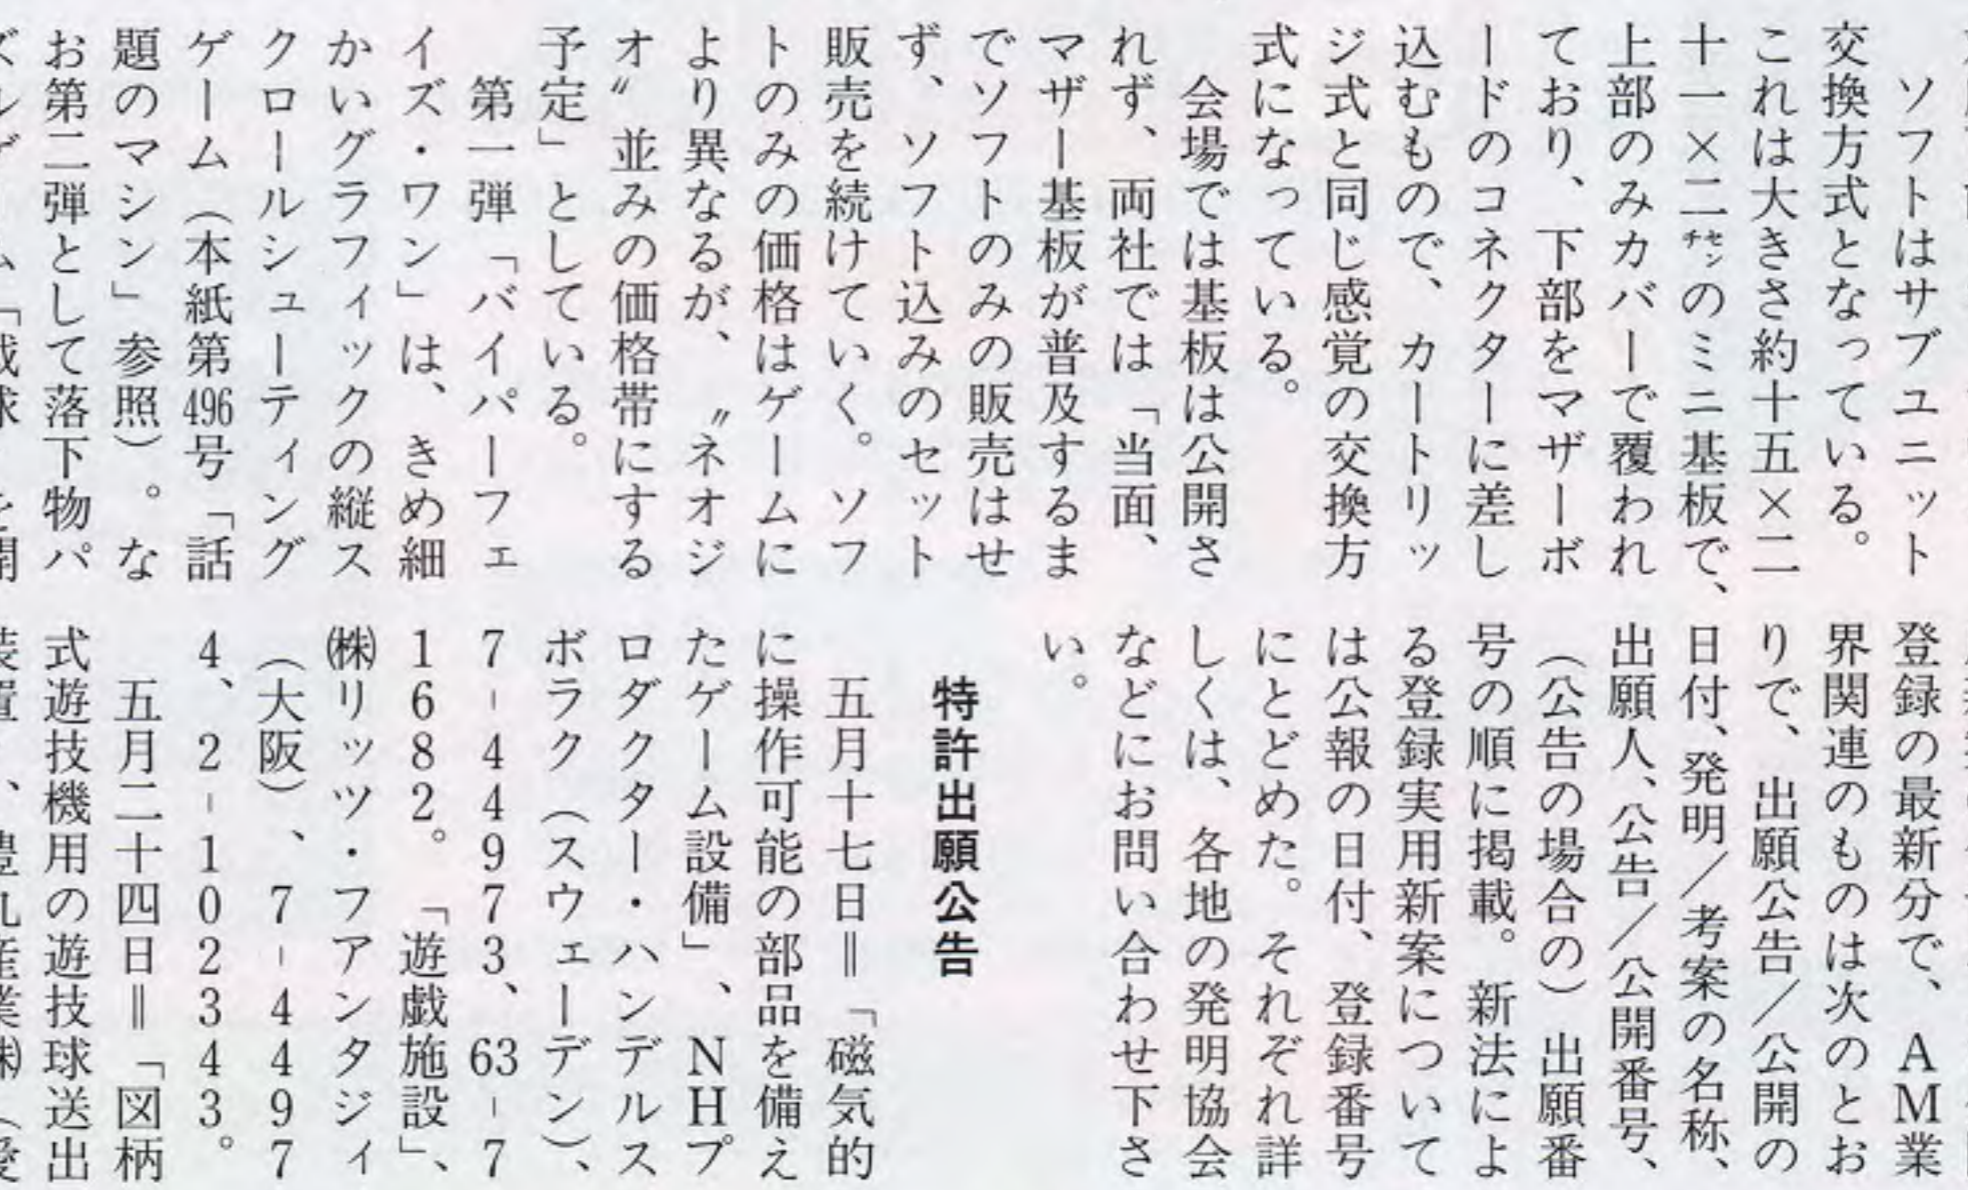 ソフトはサブユニット
交換方式となっている。
これは大きさ約十五×二
十一×二㌢のミニ基板で、
上部のみカバーで覆われ
ており、下部をマザーボ
ードのコネクターに差し
込むもので、カートリッ
ジ式と同じ感覚の交換方
式になっている。
会場では基板は公開さ
れず、両社では「当面、
マザー基板が普及するま
でソフトのみの販売はせ
ず、ソフト込みのセット
販売を続けていく。ソフ
トのみの価格はゲームに
より異なるが、〝ネオジ
オ〟並みの価格帯にする
予定」としている。
第一弾「バイパーフェ
イズ・ワン」は、きめ細
かいグラフィックの縦ス
クロールシューティング
ゲーム（本紙第496号「話
題のマシン」参照）。な
お第二弾として落下物パ
登録の最新分で、AM業
界関連のものは次のとお
りで、出願公告/公開の
日付、発明/考案の名称、
出願人、公告/公開番号、
（公告の場合の）出願番
号の順に掲載。新法によ
る登録実用新案について
は公報の日付、登録番号
にとどめた。それぞれ詳
しくは、各地の発明協会
などにお問い合わせ下さ
い。
特許出願公告
五月十七日＝「磁気的
に操作可能の部品を備え
たゲーム設備」、NHプ
ロダクター・ハンデルス
ボラク（スウェーデン）、
7-44973、63-7
1682。「遊戯施設」、
㈱リッツ・ファンタジィ
（大阪）、7-4497
4、2-102343。
五月二十四日＝「図柄
式遊技機用の遊技球送出